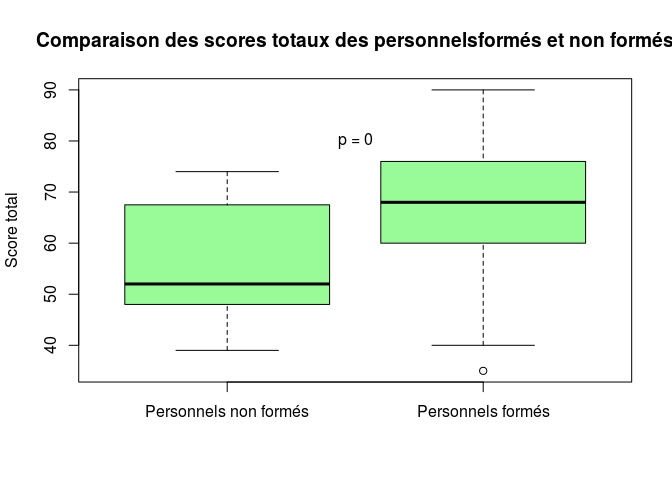 Comparaison des scores totaux des personnelsformés et non formés
90
80
70
60
50
40
Score total
p = 0
Personnels non formés
Personnels formés